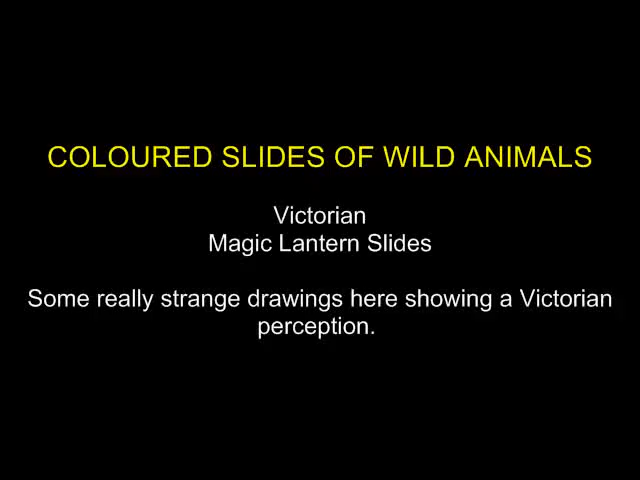 COLOURED SLIDES OF WILD ANIMALS
Victorian
Magic Lantern Slides
Some really strange drawings here showing a Victorian
perception.